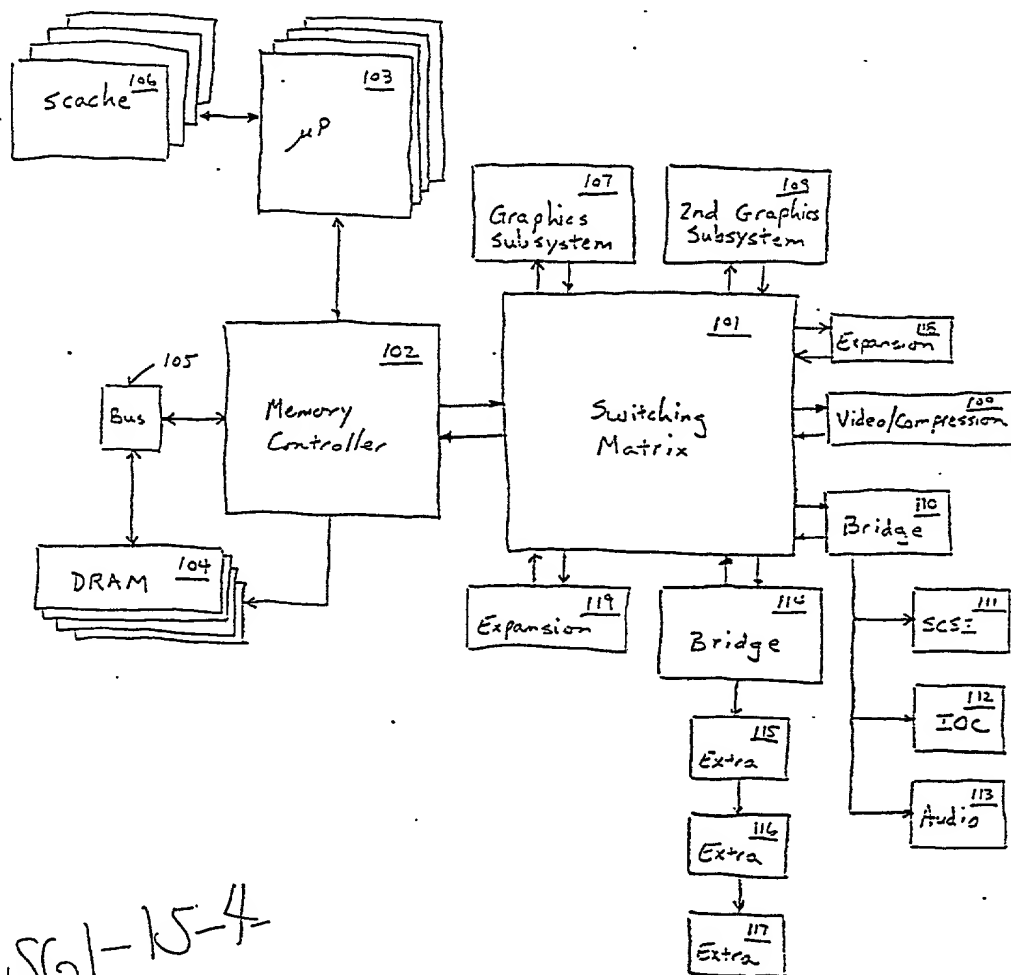 106
scache
103
µP
107
Graphics
Subsystem
2nd Graphics
Subsystem
101
Switching
Matrix
Expansion
Video/Compression
110
Bridge
102
Memory
Controller
105
Bus
104
DRAM
119
Expansion
Bridge
111
SCSI
112
IOC
113
Audio
115
Extra
116
Extra
117
Extra
SGI-15-4-